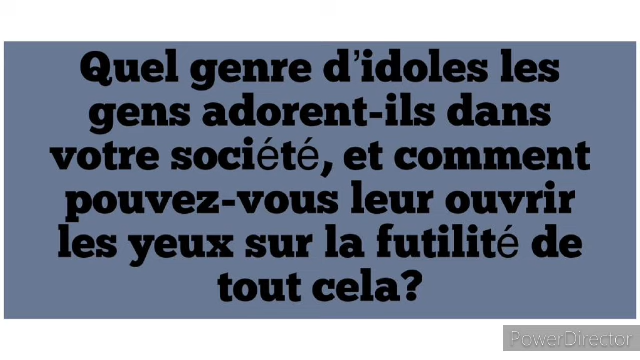 Quel genre d’idoles les
gens adorent-ils dans
votre société, et comment
pouvez-vous leur ouvrir
les yeux sur la futilité de
tout cela?
PowerDirector